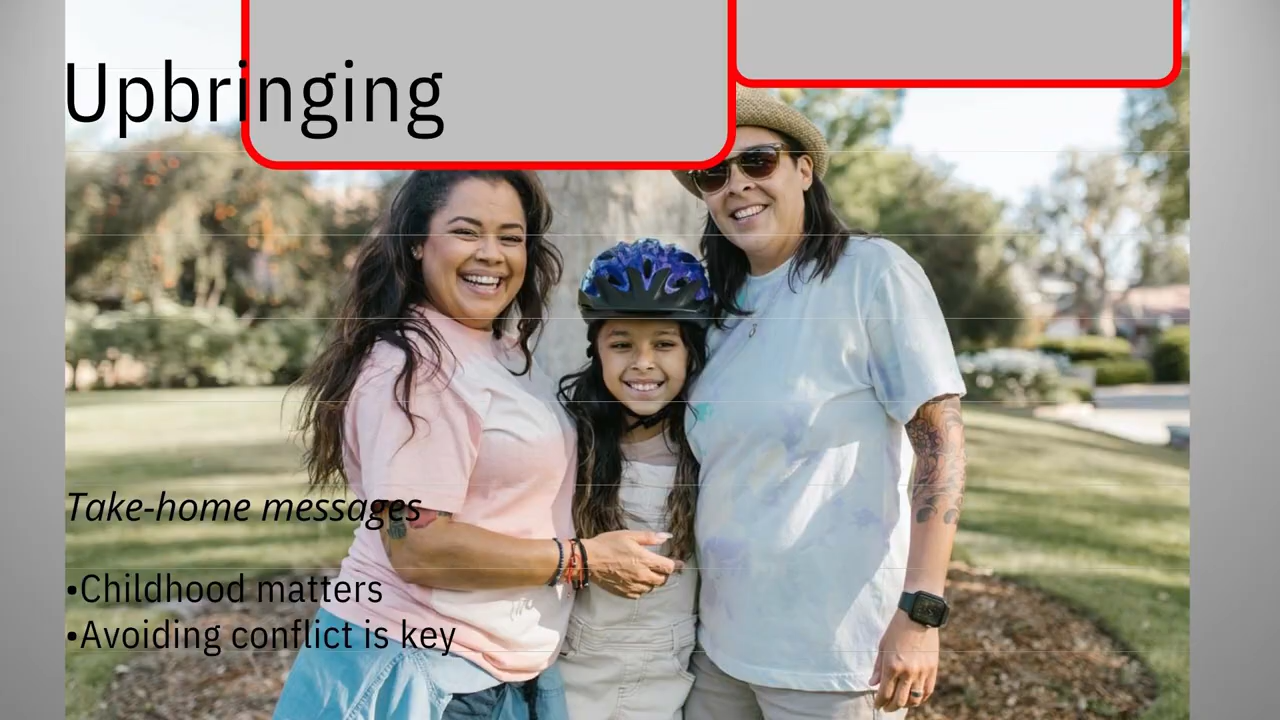 Upbringing
Take-home messages
•Childhood matters
•Avoiding conflict is key